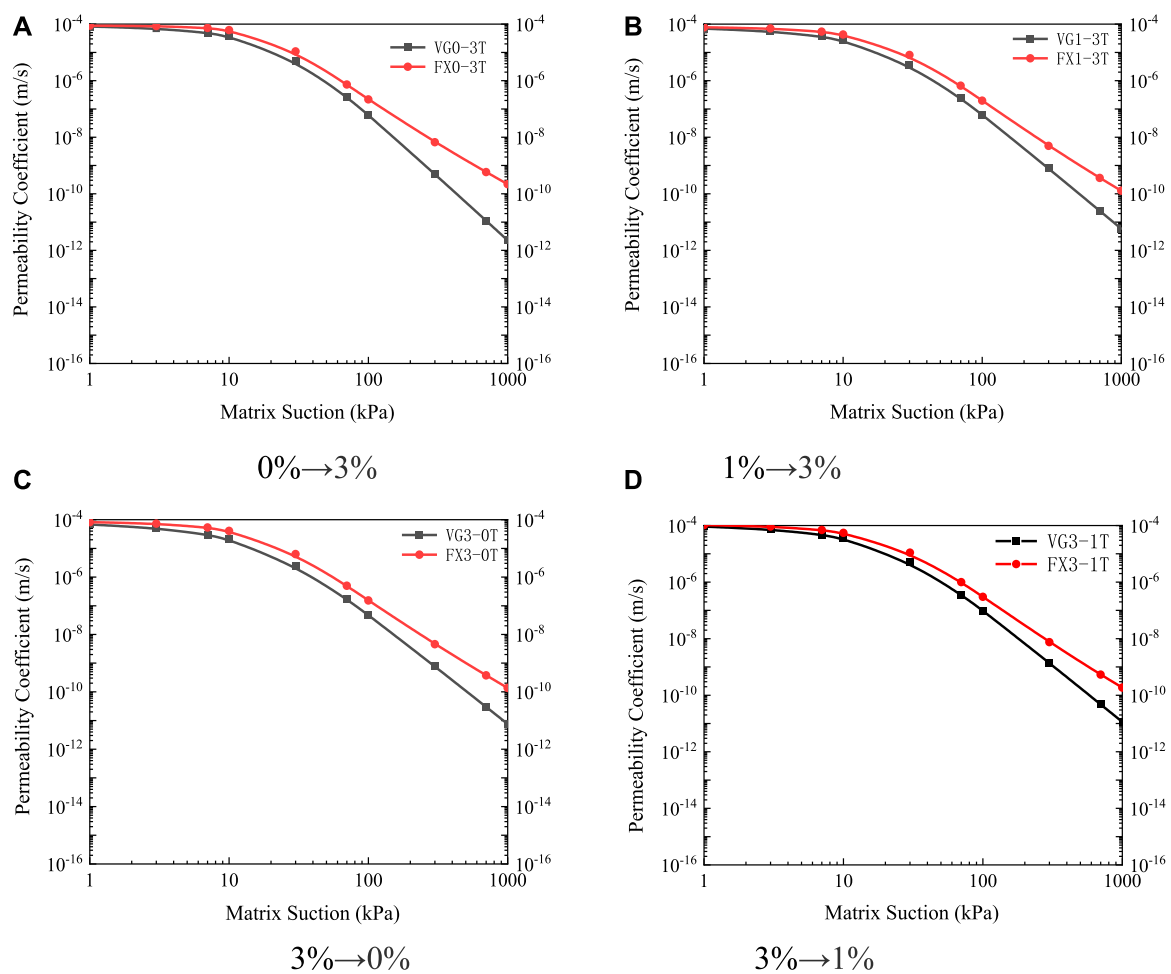 A
10⁻⁴
10⁻⁶
10⁻⁸
10⁻¹⁰
10⁻¹²
10⁻¹⁴
10⁻¹⁶
Permeability Coefficient (m/s)
VG0-3T
FX0-3T
10⁻⁴
10⁻⁶
10⁻⁸
10⁻¹⁰
10⁻¹²
10⁻¹⁴
10⁻¹⁶
1 10 100 1000
Matrix Suction (kPa)
0%→3%
B
10⁻⁴
10⁻⁶
10⁻⁸
10⁻¹⁰
10⁻¹²
10⁻¹⁴
10⁻¹⁶
Permeability Coefficient (m/s)
VG1-3T
FX1-3T
10⁻⁴
10⁻⁶
10⁻⁸
10⁻¹⁰
10⁻¹²
10⁻¹⁴
10⁻¹⁶
1 10 100 1000
Matrix Suction (kPa)
1%→3%
C
10⁻⁴
10⁻⁶
10⁻⁸
10⁻¹⁰
10⁻¹²
10⁻¹⁴
10⁻¹⁶
Permeability Coefficient (m/s)
VG3-0T
FX3-0T
10⁻⁴
10⁻⁶
10⁻⁸
10⁻¹⁰
10⁻¹²
10⁻¹⁴
10⁻¹⁶
1 10 100 1000
Matrix Suction (kPa)
3%→0%
D
10⁻⁴
10⁻⁶
10⁻⁸
10⁻¹⁰
10⁻¹²
10⁻¹⁴
10⁻¹⁶
Permeability Coefficient (m/s)
VG3-1T
FX3-1T
10⁻⁴
10⁻⁶
10⁻⁸
10⁻¹⁰
10⁻¹²
10⁻¹⁴
10⁻¹⁶
1 10 100 1000
Matrix Suction (kPa)
3%→1%